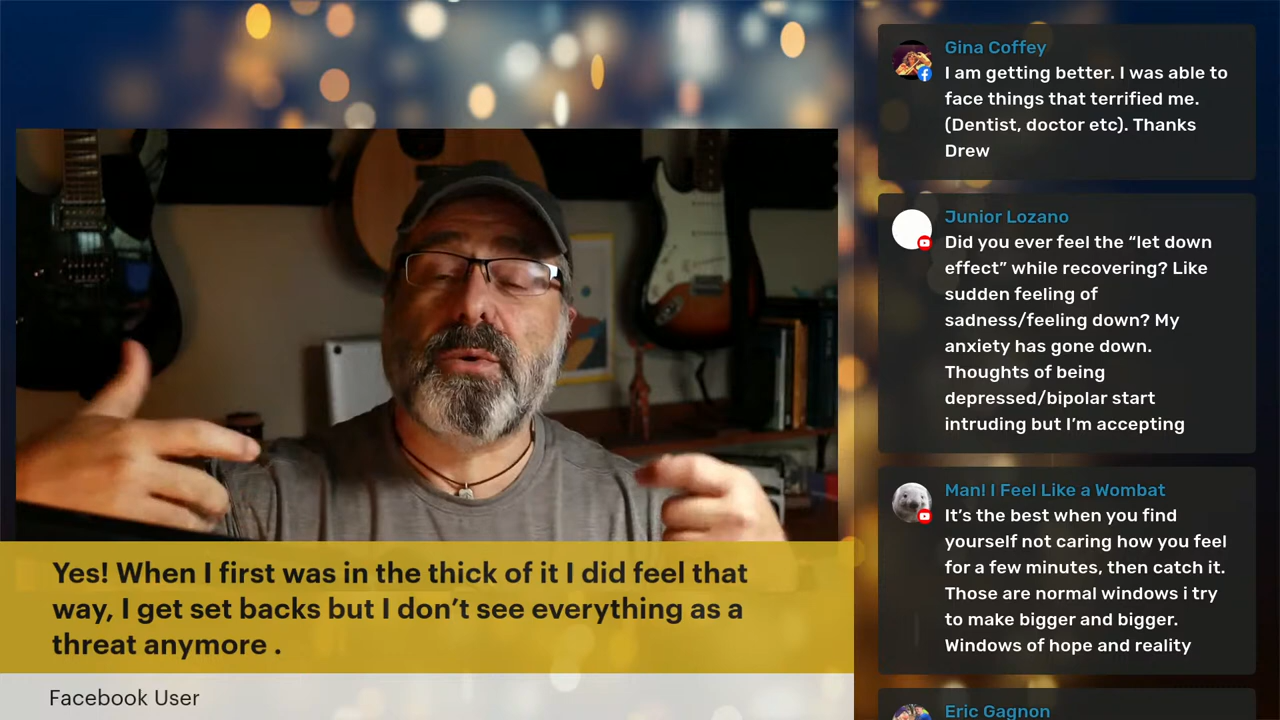 Yes! When I first was in the thick of it I did feel that
way, I get set backs but I don’t see everything as a
threat anymore .
Facebook User
Gina Coffey
I am getting better. I was able to
face things that terrified me.
(Dentist, doctor etc). Thanks
Drew
Junior Lozano
Did you ever feel the “let down
effect” while recovering? Like
sudden feeling of
sadness/feeling down? My
anxiety has gone down.
Thoughts of being
depressed/bipolar start
intruding but I’m accepting
Man! I Feel Like a Wombat
It’s the best when you find
yourself not caring how you feel
for a few minutes, then catch it.
Those are normal windows i try
to make bigger and bigger.
Windows of hope and reality
Eric Gagnon